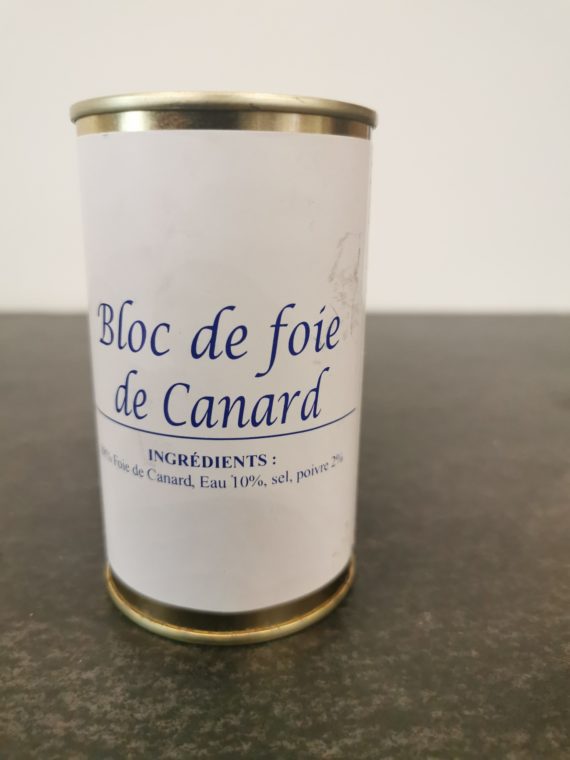 Bloc de foie
de Canard
INGRÉDIENTS :
Foie de Canard, Eau 10%, sel, poivre 2%